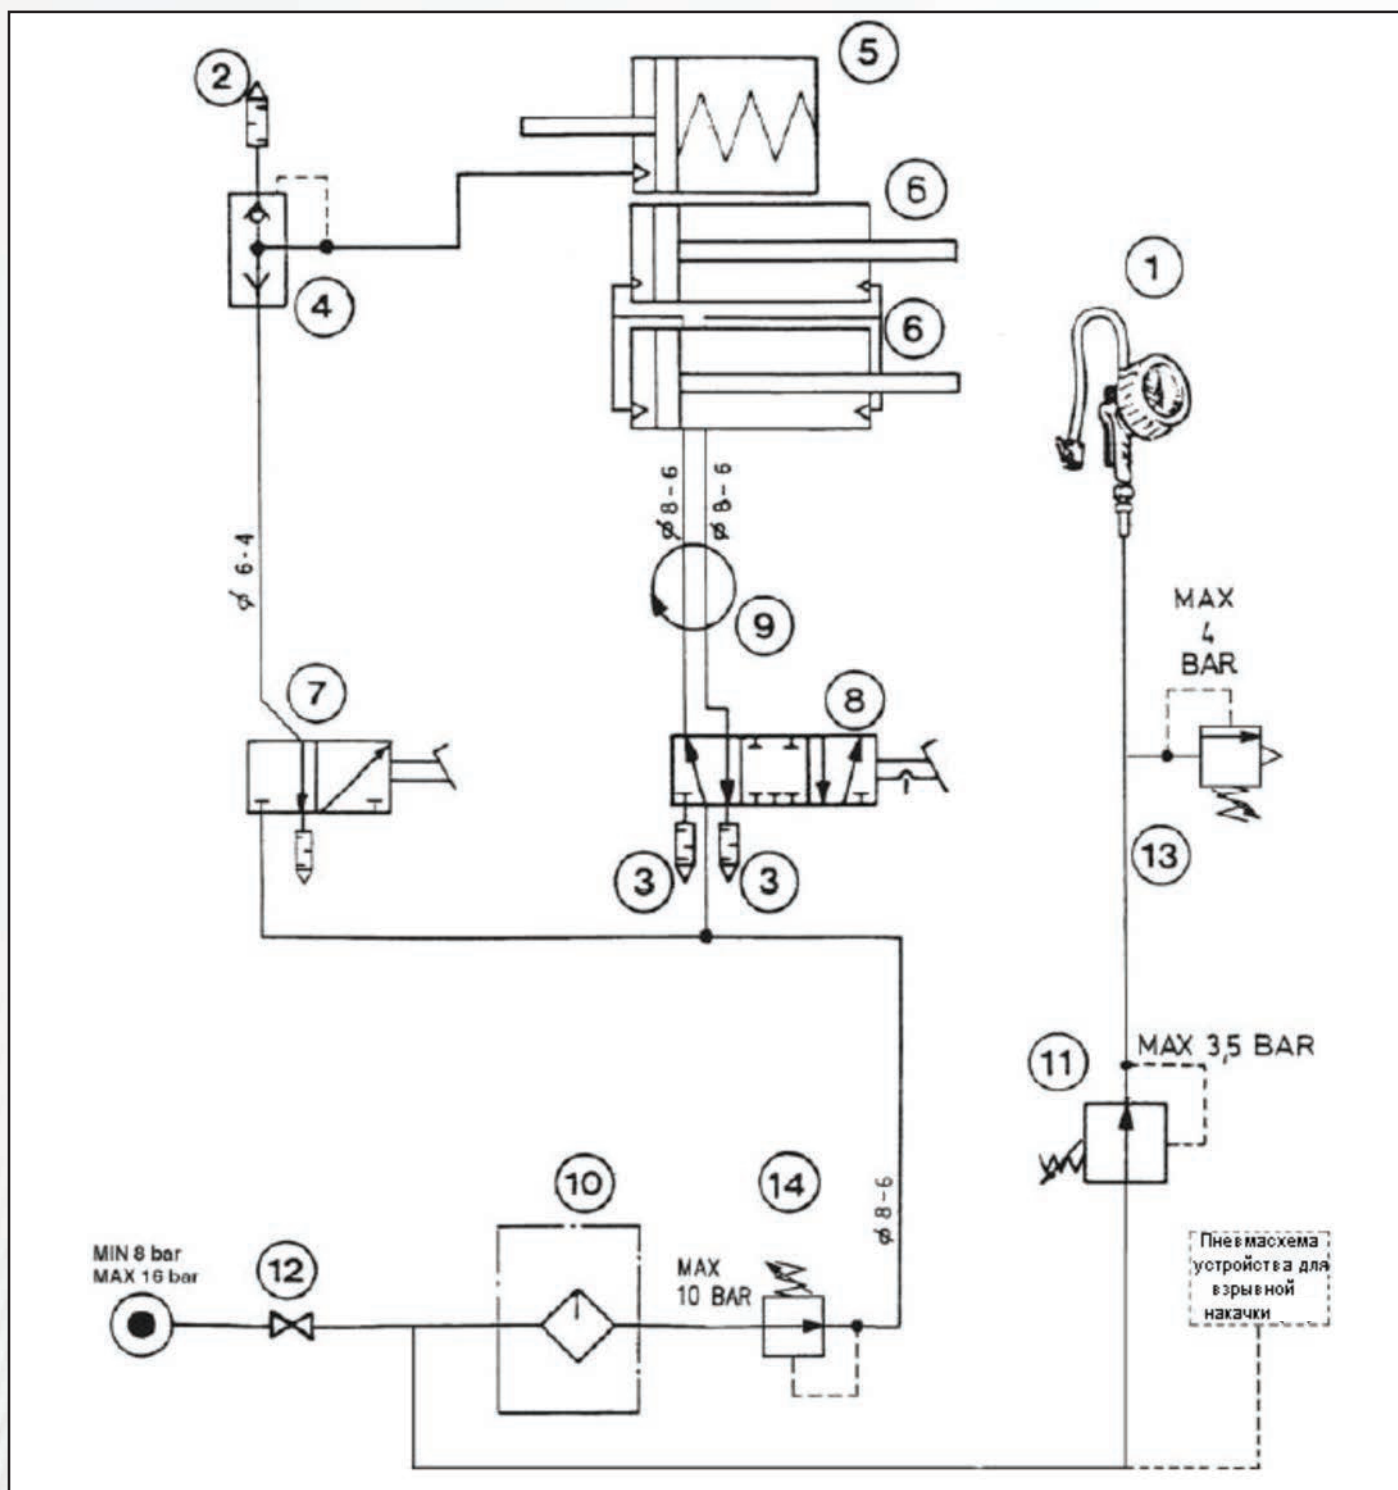 2
5
6
4
6
1
ø 8-6
ø 8-6
ø 6-4
9
MAX
4
BAR
7
8
13
3
3
11
MAX 3,5 BAR
10
14
ø 8-6
MIN 8 bar
MAX 16 bar
12
MAX
10 BAR
Пневмасхема
устройства для
взрывной
накачки